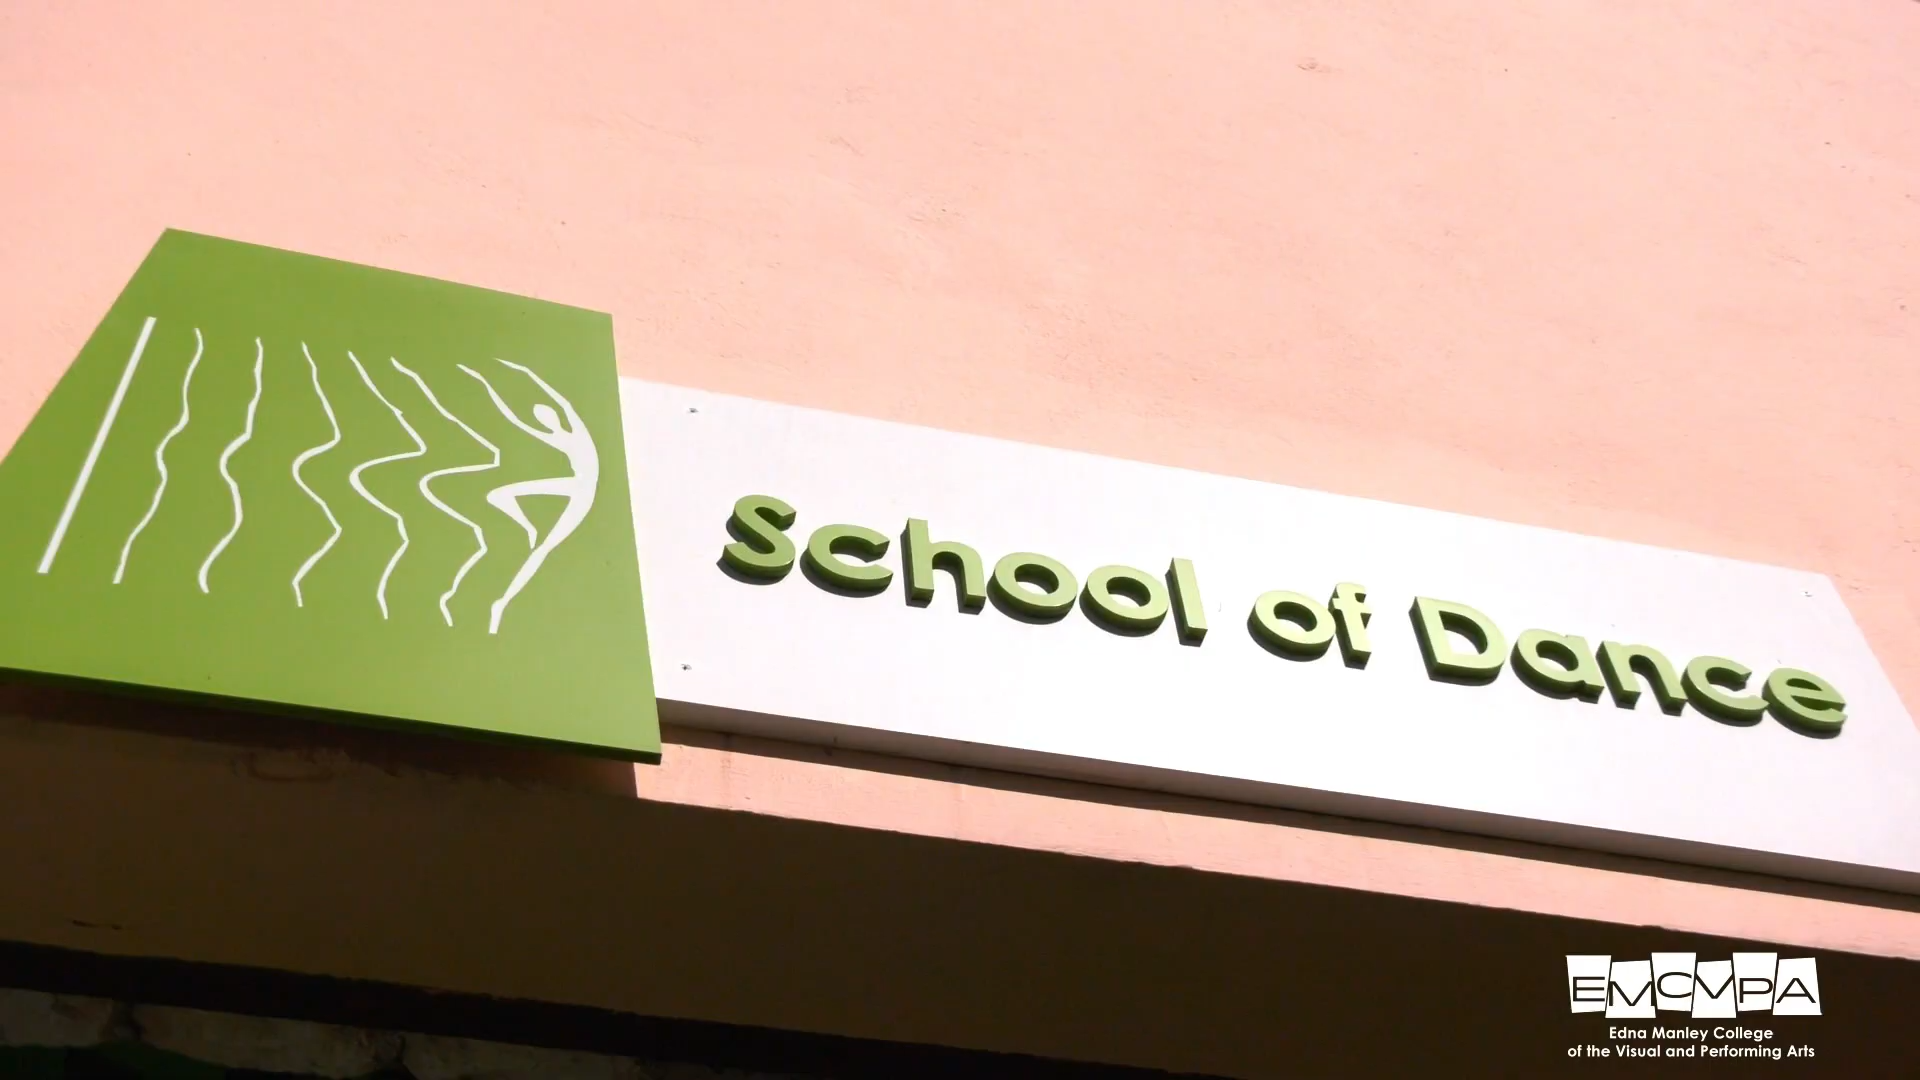 School of Dance
EMCVPA
Edna Manley College
of the Visual and Performing Arts